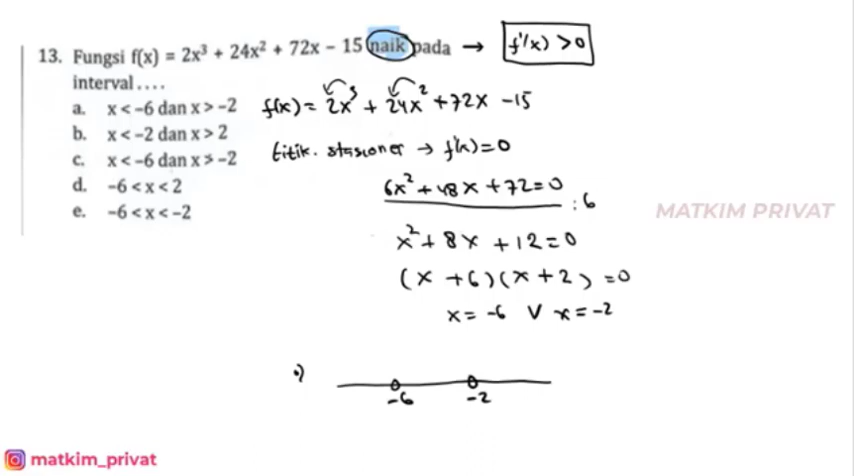 13. Fungsi f(x) = 2x³ + 24x² + 72x − 15 naik pada → f'(x) > 0
interval ....
a. x < −6 dan x > −2
b. x < −2 dan x > 2
c. x < −6 dan x > −2
d. −6 < x < 2
e. −6 < x < −2
f(x) = 2x³ + 24x² + 72x − 15
titik. stasioner → f'(x) = 0
6x² + 48x + 72 = 0
: 6
x² + 8x + 12 = 0
(x + 6)(x + 2) = 0
x = −6 V x = −2
MATKIM PRIVAT
−6 −2
matkim_privat